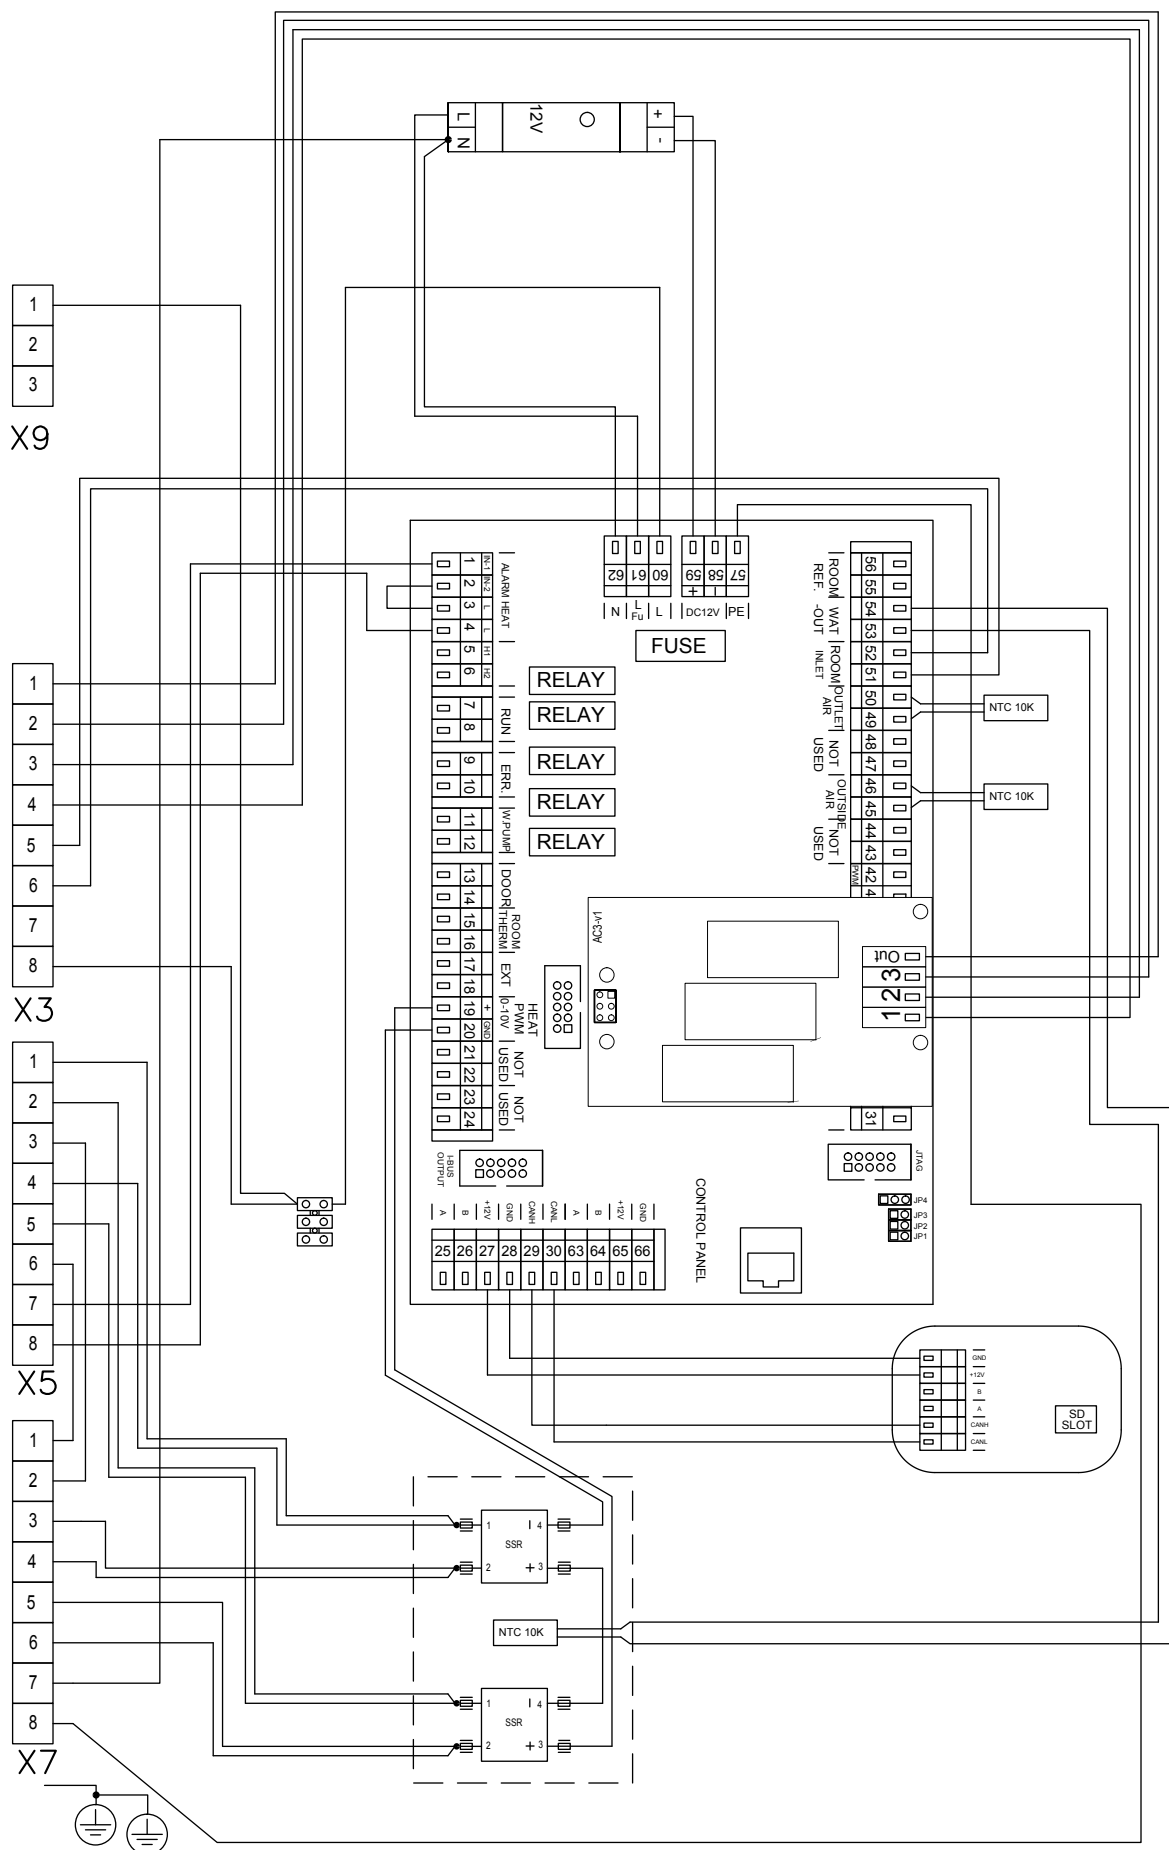 L
N
12V
+
-
1
2
3
X9
62
61
60
59
58
57
+
–
N
L
Fu
L
DC12V
PE
FUSE
1
2
3
4
5
6
7
8
X3
1 IN-1
2 IN-2
3 L
4 L
5 H1
6 H2
7
8
9
10
11
12
13
14
15
16
17
18
19 +
20 GND
21
22
23
24
ALARM HEAT
RUN
ERR.
W.PUMP
DOOR
ROOM
THERM
EXT
0-10V
HEAT
PWM
NOT
USED
NOT
USED
RELAY
RELAY
RELAY
RELAY
RELAY
56
55
54
53
52
51
50
49
48
47
46
45
44
43
42
4
31
ROOM
REF.
WAT
-OUT
ROOM
INLET
OUTLET
AIR
NOT
USED
OUTSIDE
AIR
NOT
USED
PWM
NTC 10K
NTC 10K
AC3-v1
Out
3
2
1
I-BUS
OUTPUT
JTAG
JP4
JP3
JP2
JP1
CONTROL PANEL
A
B
+12V
GND
CANH
CANL
A
B
+12V
GND
25
26
27
28
29
30
63
64
65
66
1
2
3
4
5
6
7
8
X5
GND
+12V
B
A
CANH
CANL
SD
SLOT
1
2
3
4
5
6
7
8
X7
1
– 4
SSR
2
+ 3
NTC 10K
1
– 4
SSR
2
+ 3